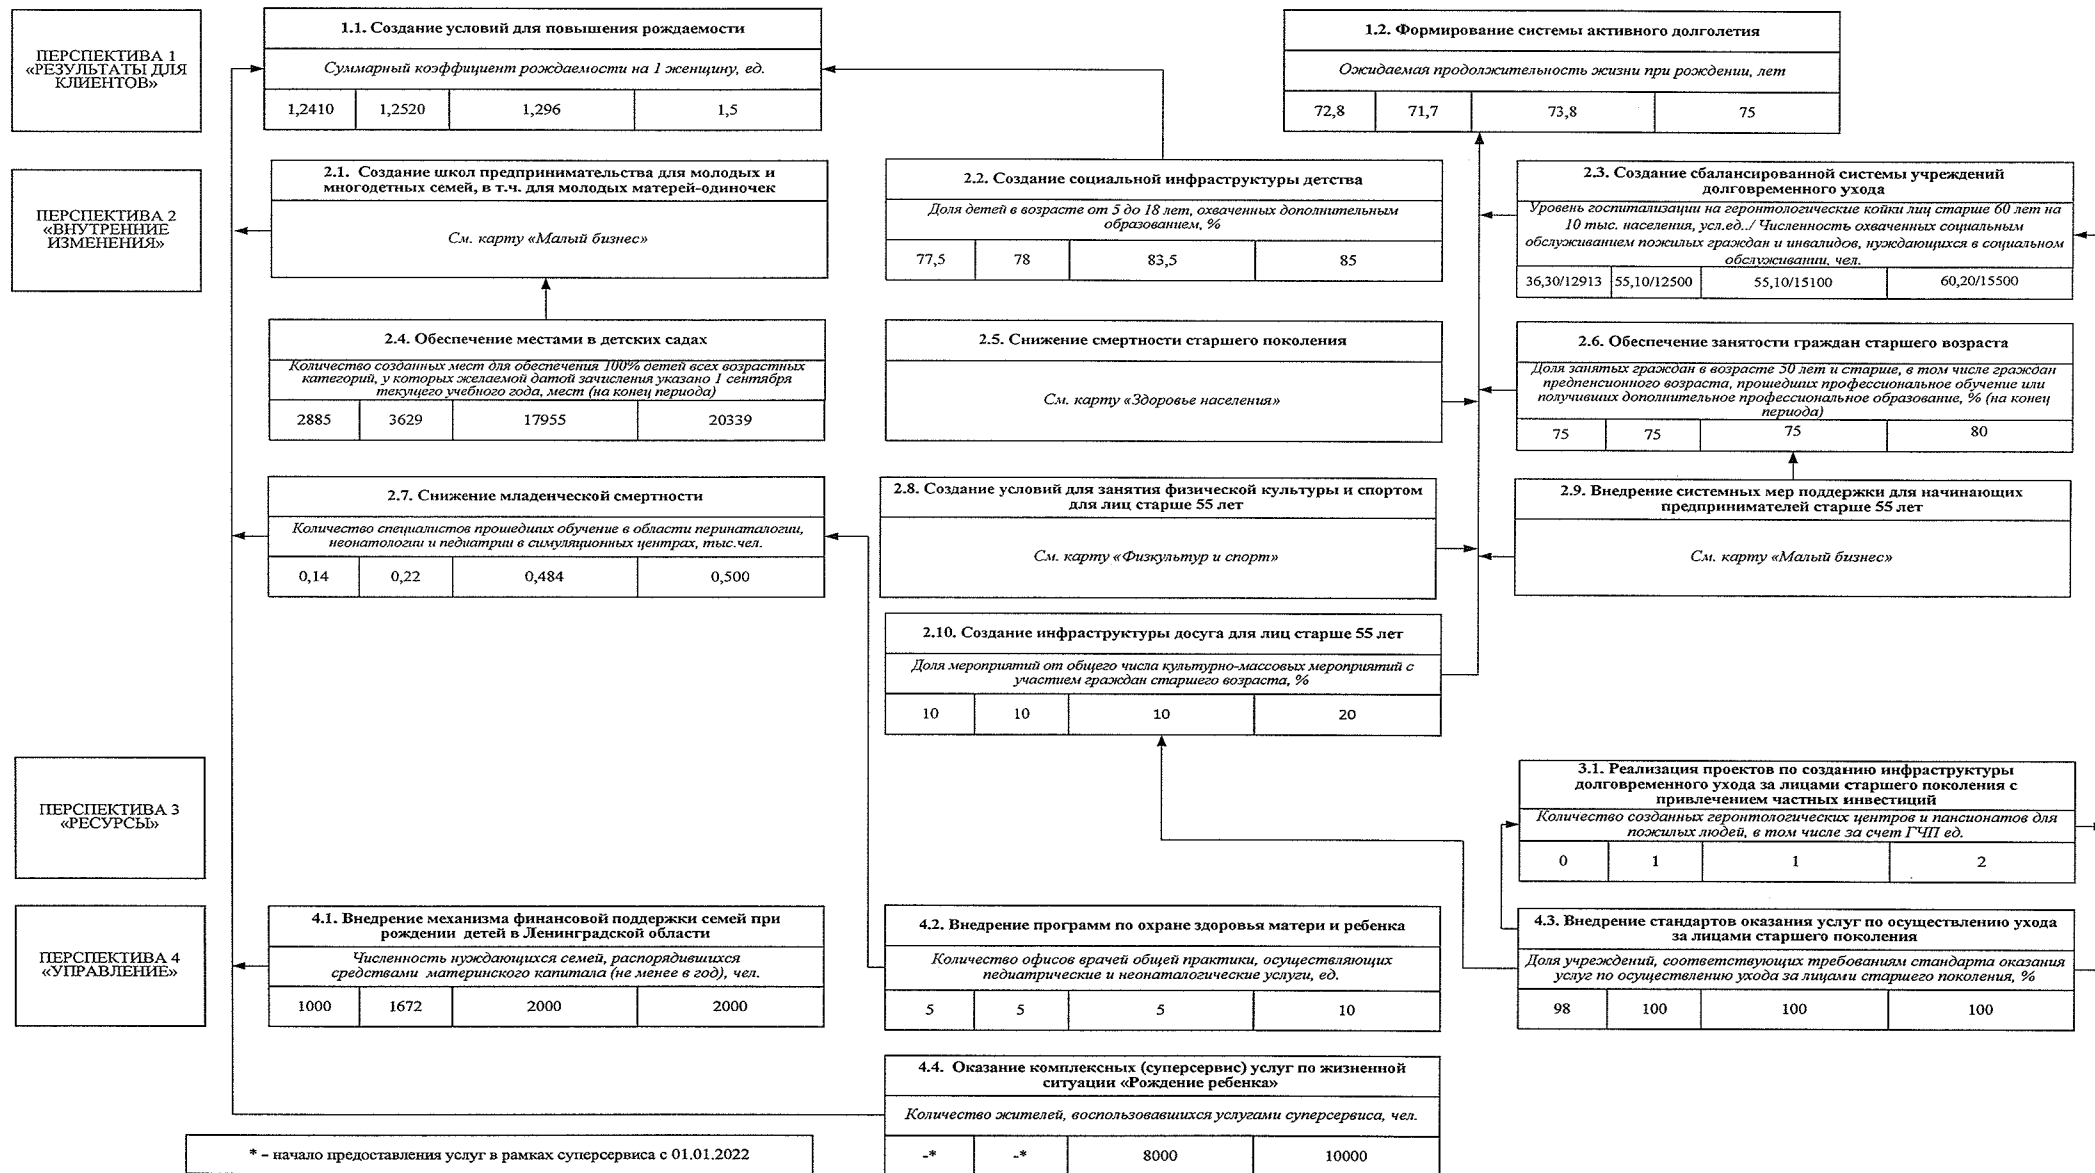 ПЕРСПЕКТИВА 1
«РЕЗУЛЬТАТЫ ДЛЯ
КЛИЕНТОВ»
1.1. Создание условий для повышения рождаемости
Суммарный коэффициент рождаемости на 1 женщину, ед.
1,2410 1,2520 1,296 1,5
1.2. Формирование системы активного долголетия
Ожидаемая продолжительность жизни при рождении, лет
72,8 71,7 73,8 75
ПЕРСПЕКТИВА 2
«ВНУТРЕННИЕ
ИЗМЕНЕНИЯ»
2.1. Создание школ предпринимательства для молодых и
многодетных семей, в т.ч. для молодых матерей-одиночек
См. карту «Малый бизнес»
2.2. Создание социальной инфраструктуры детства
Доля детей в возрасте от 5 до 18 лет, охваченных дополнительным
образованием, %
77,5 78 83,5 85
2.3. Создание сбалансированной системы учреждений
долговременного ухода
Уровень госпитализации на геронтологические койки лиц старше 60 лет на
10 тыс. населения, усл.ед../ Численность охваченных социальным
обслуживанием пожилых граждан и инвалидов, нуждающихся в социальном
обслуживании, чел.
36,30/12913 55,10/12500 55,10/15100 60,20/15500
2.4. Обеспечение местами в детских садах
Количество созданных мест для обеспечения 100% детей всех возрастных
категорий, у которых желаемой датой зачисления указано 1 сентября
текущего учебного года, мест (на конец периода)
2885 3629 17955 20339
2.5. Снижение смертности старшего поколения
См. карту «Здоровье населения»
2.6. Обеспечение занятости граждан старшего возраста
Доля занятых граждан в возрасте 50 лет и старше, в том числе граждан
предпенсионного возраста, прошедших профессиональное обучение или
получивших дополнительное профессиональное образование, % (на конец
периода)
75 75 75 80
2.7. Снижение младенческой смертности
Количество специалистов прошедших обучение в области перинаталогии,
неонатологии и педиатрии в симуляционных центрах, тыс.чел.
0,14 0,22 0,484 0,500
2.8. Создание условий для занятия физической культуры и спортом
для лиц старше 55 лет
См. карту «Физкультур и спорт»
2.9. Внедрение системных мер поддержки для начинающих
предпринимателей старше 55 лет
См. карту «Малый бизнес»
2.10. Создание инфраструктуры досуга для лиц старше 55 лет
Доля мероприятий от общего числа культурно-массовых мероприятий с
участием граждан старшего возраста, %
10 10 10 20
ПЕРСПЕКТИВА 3
«РЕСУРСЫ»
3.1. Реализация проектов по созданию инфраструктуры
долговременного ухода за лицами старшего поколения с
привлечением частных инвестиций
Количество созданных геронтологических центров и пансионатов для
пожилых людей, в том числе за счет ГЧП ед.
0 1 1 2
ПЕРСПЕКТИВА 4
«УПРАВЛЕНИЕ»
4.1. Внедрение механизма финансовой поддержки семей при
рождении детей в Ленинградской области
Численность нуждающихся семей, распорядившихся
средствами материнского капитала (не менее в год), чел.
1000 1672 2000 2000
4.2. Внедрение программ по охране здоровья матери и ребенка
Количество офисов врачей общей практики, осуществляющих
педиатрические и неонаталогические услуги, ед.
5 5 5 10
4.3. Внедрение стандартов оказания услуг по осуществлению ухода
за лицами старшего поколения
Доля учреждений, соответствующих требованиям стандарта оказания
услуг по осуществлению ухода за лицами старшего поколения, %
98 100 100 100
4.4. Оказание комплексных (суперсервис) услуг по жизненной
ситуации «Рождение ребенка»
Количество жителей, воспользовавшихся услугами суперсервиса, чел.
-* -* 8000 10000
* – начало предоставления услуг в рамках суперсервиса с 01.01.2022